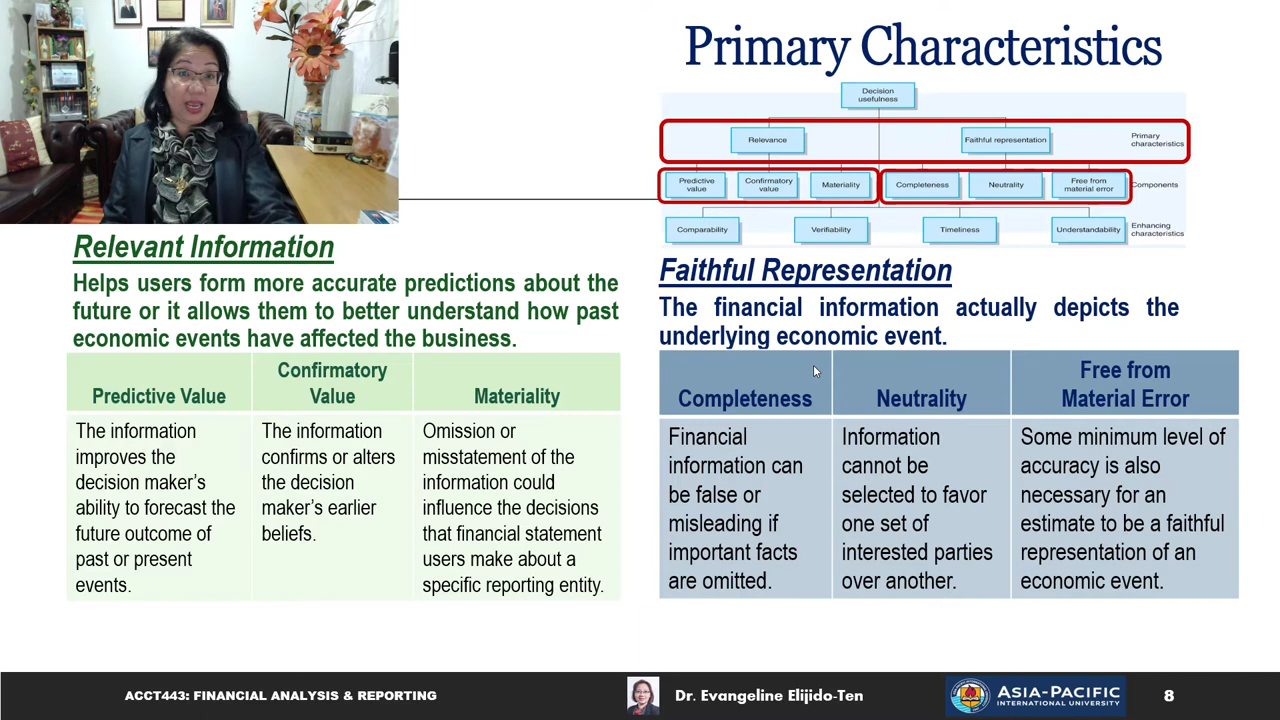 Primary Characteristics
Decision
usefulness
Relevance
Faithful representation
Primary
characteristics
Predictive
value
Confirmatory
value
Materiality
Completeness
Neutrality
Free from
material error
Components
Comparability
Verifiability
Timeliness
Understandability
Enhancing
characteristics
Relevant Information
Helps users form more accurate predictions about the
future or it allows them to better understand how past
economic events have affected the business.
Predictive Value
Confirmatory
Value
Materiality
The information
improves the
decision maker's
ability to forecast the
future outcome of
past or present
events.
The information
confirms or alters
the decision
maker's earlier
beliefs.
Omission or
misstatement of the
information could
influence the decisions
that financial statement
users make about a
specific reporting entity.
Faithful Representation
The financial information actually depicts the
underlying economic event.
Completeness
Neutrality
Free from
Material Error
Financial
information can
be false or
misleading if
important facts
are omitted.
Information
cannot be
selected to favor
one set of
interested parties
over another.
Some minimum level of
accuracy is also
necessary for an
estimate to be a faithful
representation of an
economic event.
ACCT443: FINANCIAL ANALYSIS & REPORTING
Dr. Evangeline Elijido-Ten
ASIA-PACIFIC
INTERNATIONAL UNIVERSITY
8